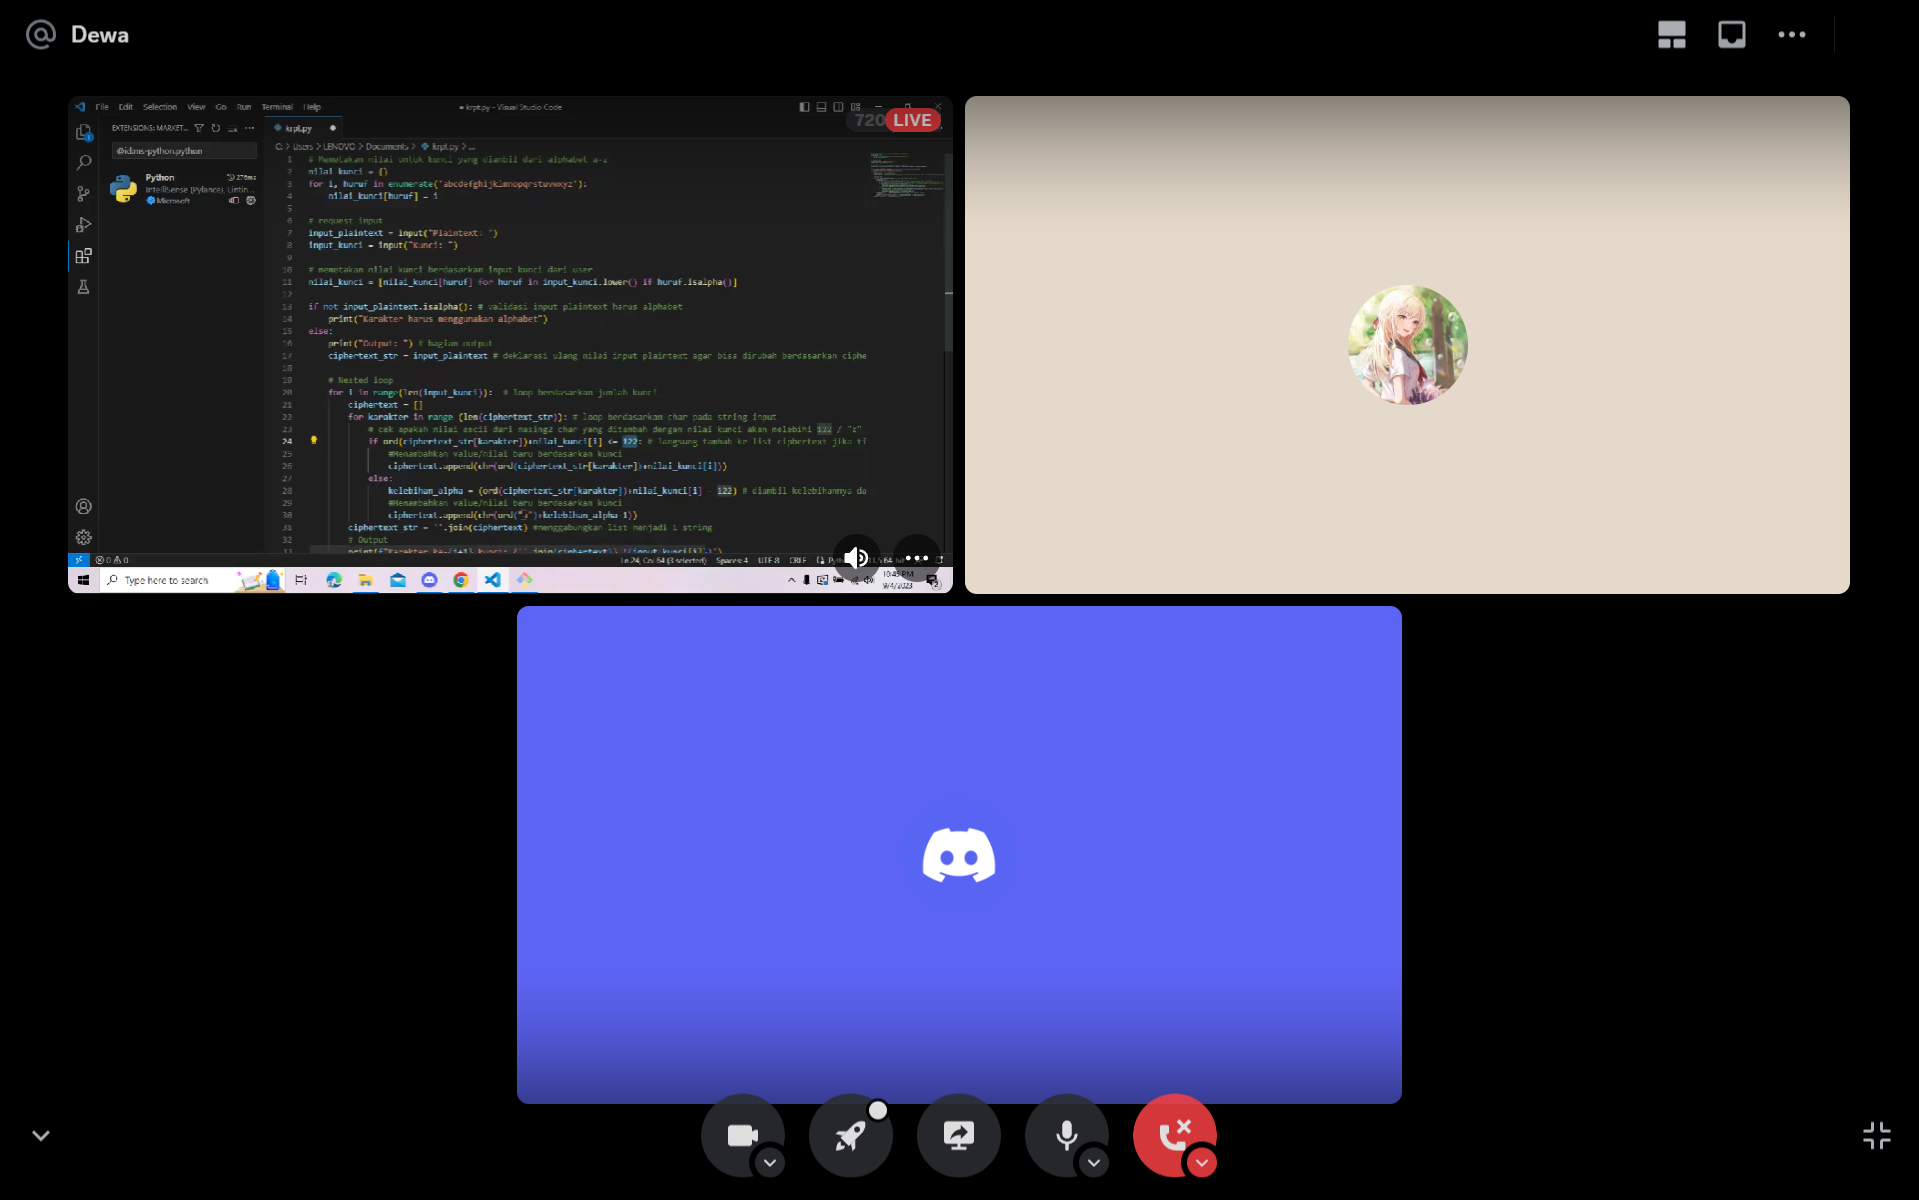 Dewa
File Edit Selection View Go Run Terminal Help
krpt.py - Visual Studio Code
720 LIVE
EXTENSIONS: MARKET...
krpt.py
@id:ms-python.python
C: > Users > LENOVO > Documents > krpt.py > ...
Python 276ms
IntelliSense (Pylance), Lintin...
Microsoft
1 # Memetakan nilai untuk kunci yang diambil dari alphabet a-z
2 nilai_kunci = {}
3 for i, huruf in enumerate('abcdefghijklmnopqrstuvwxyz'):
4 nilai_kunci[huruf] = i
5
6 # request input
7 input_plaintext = input("Plaintext: ")
8 input_kunci = input("Kunci: ")
9
10 # memetakan nilai kunci berdasarkan input kunci dari user
11 nilai_kunci = [nilai_kunci[huruf] for huruf in input_kunci.lower() if huruf.isalpha()]
12
13 if not input_plaintext.isalpha(): # validasi input plaintext harus alphabet
14 print("Karakter harus menggunakan alphabet")
15 else:
16 print("Output: ") # bagian output
17 ciphertext_str = input_plaintext # deklarasi ulang nilai input plaintext agar bisa dirubah berdasarkan ciphe
18
19 # Nested loop
20 for i in range(len(input_kunci)): # loop berdasarkan jumlah kunci
21 ciphertext = []
22 for karakter in range (len(ciphertext_str)): # loop berdasarkan char pada string input
23 # cek apakah nilai ascii dari masing2 char yang ditambah dengan nilai kunci akan melebihi 122 / "z"
24 if ord(ciphertext_str[karakter])+nilai_kunci[i] <= 122: # langsung tambah ke list ciphertext jika ti
25 #Menambahkan value/nilai baru berdasarkan kunci
26 ciphertext.append(chr(ord(ciphertext_str[karakter])+nilai_kunci[i]))
27 else:
28 kelebihan_alpha = (ord(ciphertext_str[karakter])+nilai_kunci[i] - 122) # diambil kelebihannya da
29 #Menambahkan value/nilai baru berdasarkan kunci
30 ciphertext.append(chr(ord("a")+kelebihan_alpha-1))
31 ciphertext_str = ''.join(ciphertext) #menggabungkan list menjadi 1 string
32 # Output
33 print(f"Karakter ke-{i+1} kunci: {''.join(ciphertext)}
0 0
Ln 24, Col 64 (3 selected) Spaces: 4 UTF-8 CRLF
Type here to search
10:45 PM
9/4/2023